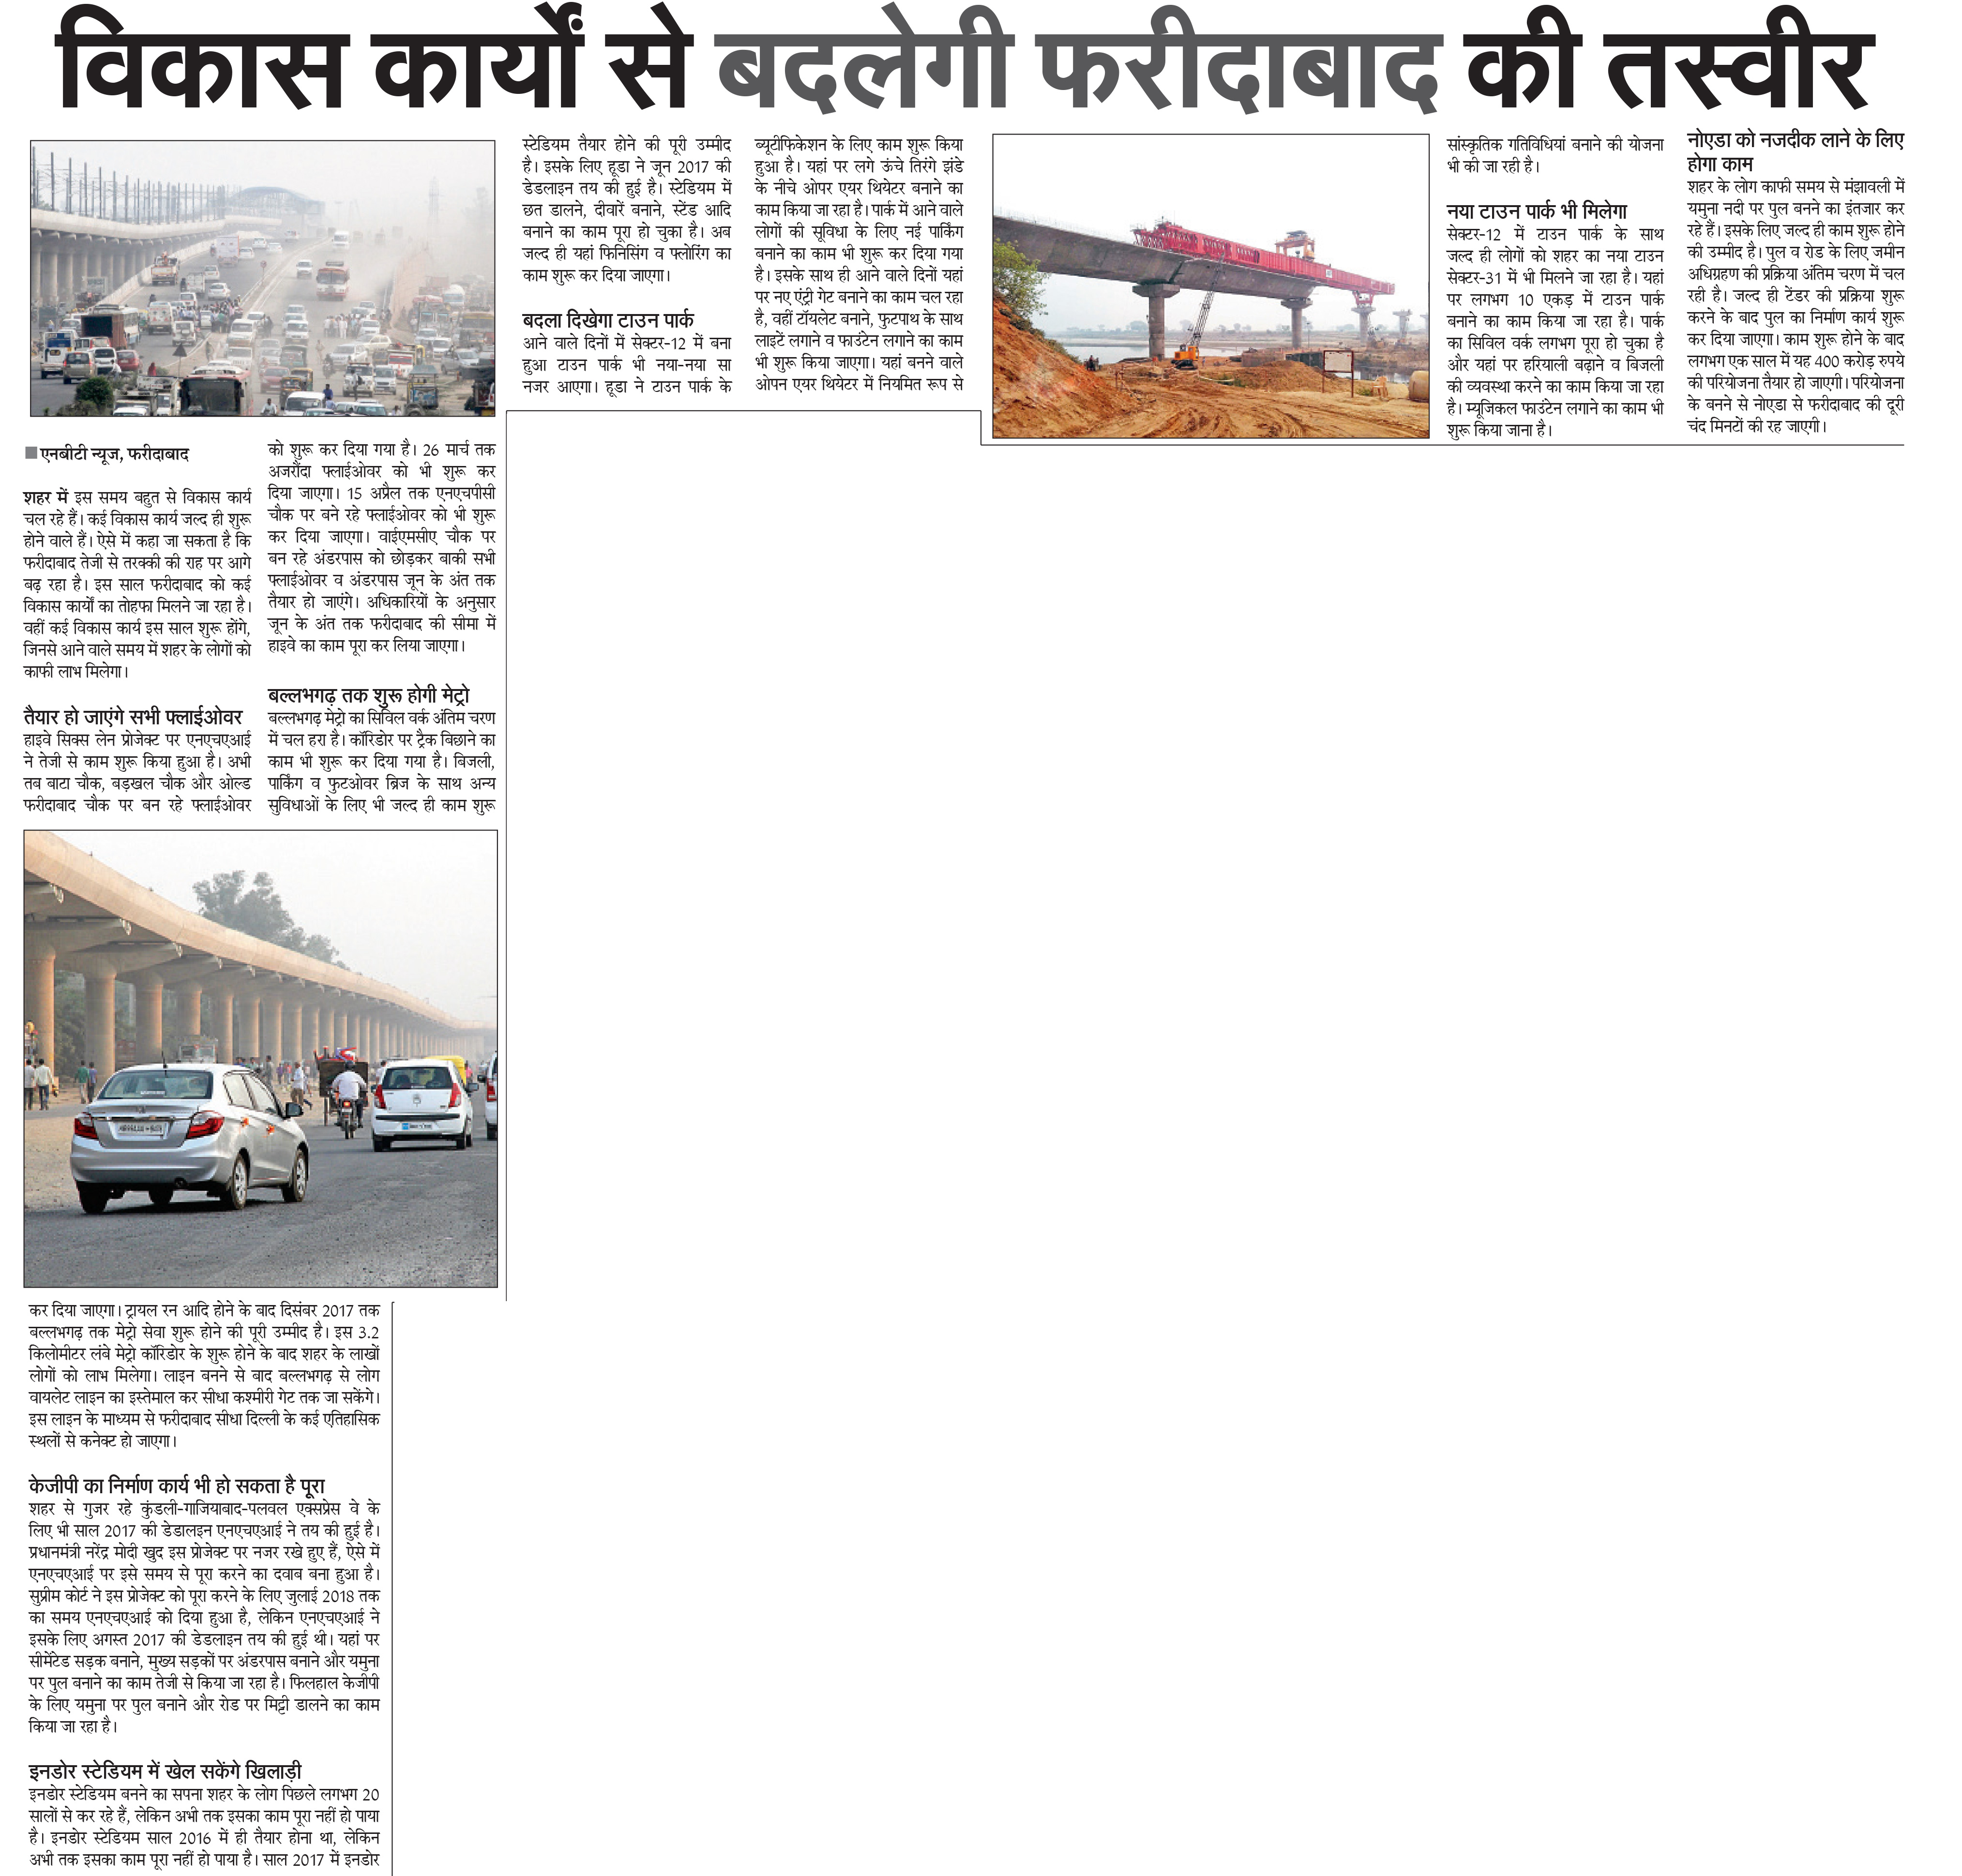 विकास कार्यों से बदलेगी फरीदाबाद की तस्वीर
■ एनबीटी न्यूज, फरीदाबाद
शहर में इस समय बहुत से विकास कार्य
चल रहे हैं। कई विकास कार्य जल्द ही शुरू
होने वाले हैं। ऐसे में कहा जा सकता है कि
फरीदाबाद तेजी से तरक्की की राह पर आगे
बढ़ रहा है। इस साल फरीदाबाद को कई
विकास कार्यों का तोहफा मिलने जा रहा है।
वहीं कई विकास कार्य इस साल शुरू होंगे,
जिनसे आने वाले समय में शहर के लोगों को
काफी लाभ मिलेगा।
तैयार हो जाएंगे सभी फ्लाईओवर
हाइवे सिक्स लेन प्रोजेक्ट पर एनएचएआई
ने तेजी से काम शुरू किया हुआ है। अभी
तब बाटा चौक, बड़खल चौक और ओल्ड
फरीदाबाद चौक पर बन रहे फ्लाईओवर
को शुरू कर दिया गया है। 26 मार्च तक
अजरौंदा फ्लाईओवर को भी शुरू कर
दिया जाएगा। 15 अप्रैल तक एनएचपीसी
चौक पर बने रहे फ्लाईओवर को भी शुरू
कर दिया जाएगा। वाईएमसीए चौक पर
बन रहे अंडरपास को छोड़कर बाकी सभी
फ्लाईओवर व अंडरपास जून के अंत तक
तैयार हो जाएंगे। अधिकारियों के अनुसार
जून के अंत तक फरीदाबाद की सीमा में
हाइवे का काम पूरा कर लिया जाएगा।
बल्लभगढ़ तक शुरू होगी मेट्रो
बल्लभगढ़ मेट्रो का सिविल वर्क अंतिम चरण
में चल हरा है। कॉरिडोर पर ट्रैक बिछाने का
काम भी शुरू कर दिया गया है। बिजली,
पार्किंग व फुटओवर ब्रिज के साथ अन्य
सुविधाओं के लिए भी जल्द ही काम शुरू
कर दिया जाएगा। ट्रायल रन आदि होने के बाद दिसंबर 2017 तक
बल्लभगढ़ तक मेट्रो सेवा शुरू होने की पूरी उम्मीद है। इस 3.2
किलोमीटर लंबे मेट्रो कॉरिडोर के शुरू होने के बाद शहर के लाखों
लोगों को लाभ मिलेगा। लाइन बनने से बाद बल्लभगढ़ से लोग
वायलेट लाइन का इस्तेमाल कर सीधा कश्मीरी गेट तक जा सकेंगे।
इस लाइन के माध्यम से फरीदाबाद सीधा दिल्ली के कई एतिहासिक
स्थलों से कनेक्ट हो जाएगा।
केजीपी का निर्माण कार्य भी हो सकता है पूरा
शहर से गुजर रहे कुंडली-गाजियाबाद-पलवल एक्सप्रेस वे के
लिए भी साल 2017 की डेडालइन एनएचएआई ने तय की हुई है।
प्रधानमंत्री नरेंद्र मोदी खुद इस प्रोजेक्ट पर नजर रखे हुए हैं, ऐसे में
एनएचएआई पर इसे समय से पूरा करने का दवाब बना हुआ है।
सुप्रीम कोर्ट ने इस प्रोजेक्ट को पूरा करने के लिए जुलाई 2018 तक
का समय एनएचएआई को दिया हुआ है, लेकिन एनएचएआई ने
इसके लिए अगस्त 2017 की डेडलाइन तय की हुई थी। यहां पर
सीमेंटेड सड़क बनाने, मुख्य सड़कों पर अंडरपास बनाने और यमुना
पर पुल बनाने का काम तेजी से किया जा रहा है। फिलहाल केजीपी
के लिए यमुना पर पुल बनाने और रोड पर मिट्टी डालने का काम
किया जा रहा है।
इनडोर स्टेडियम में खेल सकेंगे खिलाड़ी
इनडोर स्टेडियम बनने का सपना शहर के लोग पिछले लगभग 20
सालों से कर रहे हैं, लेकिन अभी तक इसका काम पूरा नहीं हो पाया
है। इनडोर स्टेडियम साल 2016 में ही तैयार होना था, लेकिन
अभी तक इसका काम पूरा नहीं हो पाया है। साल 2017 में इनडोर
स्टेडियम तैयार होने की पूरी उम्मीद
है। इसके लिए हूडा ने जून 2017 की
डेडलाइन तय की हुई है। स्टेडियम में
छत डालने, दीवारें बनाने, स्टेंड आदि
बनाने का काम पूरा हो चुका है। अब
जल्द ही यहां फिनिसिंग व फ्लोरिंग का
काम शुरू कर दिया जाएगा।
बदला दिखेगा टाउन पार्क
आने वाले दिनों में सेक्टर-12 में बना
हुआ टाउन पार्क भी नया-नया सा
नजर आएगा। हूडा ने टाउन पार्क के
ब्यूटीफिकेशन के लिए काम शुरू किया
हुआ है। यहां पर लगे ऊंचे तिरंगे झंडे
के नीचे ओपर एयर थियेटर बनाने का
काम किया जा रहा है। पार्क में आने वाले
लोगों की सूविधा के लिए नई पार्किंग
बनाने का काम भी शुरू कर दिया गया
है। इसके साथ ही आने वाले दिनों यहां
पर नए एंट्री गेट बनाने का काम चल रहा
है, वहीं टॉयलेट बनाने, फुटपाथ के साथ
लाइटें लगाने व फाउंटेन लगाने का काम
भी शुरू किया जाएगा। यहां बनने वाले
ओपन एयर थियेटर में नियमित रूप से
सांस्कृतिक गतिविधियां बनाने की योजना
भी की जा रही है।
नया टाउन पार्क भी मिलेगा
सेक्टर-12 में टाउन पार्क के साथ
जल्द ही लोगों को शहर का नया टाउन
सेक्टर-31 में भी मिलने जा रहा है। यहां
पर लगभग 10 एकड़ में टाउन पार्क
बनाने का काम किया जा रहा है। पार्क
का सिविल वर्क लगभग पूरा हो चुका है
और यहां पर हरियाली बढ़ाने व बिजली
की व्यवस्था करने का काम किया जा रहा
है। म्यूजिकल फाउंटेन लगाने का काम भी
शुरू किया जाना है।
नोएडा को नजदीक लाने के लिए
होगा काम
शहर के लोग काफी समय से मंझावली में
यमुना नदी पर पुल बनने का इंतजार कर
रहे हैं। इसके लिए जल्द ही काम शुरू होने
की उम्मीद है। पुल व रोड के लिए जमीन
अधिग्रहण की प्रक्रिया अंतिम चरण में चल
रही है। जल्द ही टेंडर की प्रक्रिया शुरू
करने के बाद पुल का निर्माण कार्य शुरू
कर दिया जाएगा। काम शुरू होने के बाद
लगभग एक साल में यह 400 करोड़ रुपये
की परियोजना तैयार हो जाएगी। परियोजना
के बनने से नोएडा से फरीदाबाद की दूरी
चंद मिनटों की रह जाएगी।